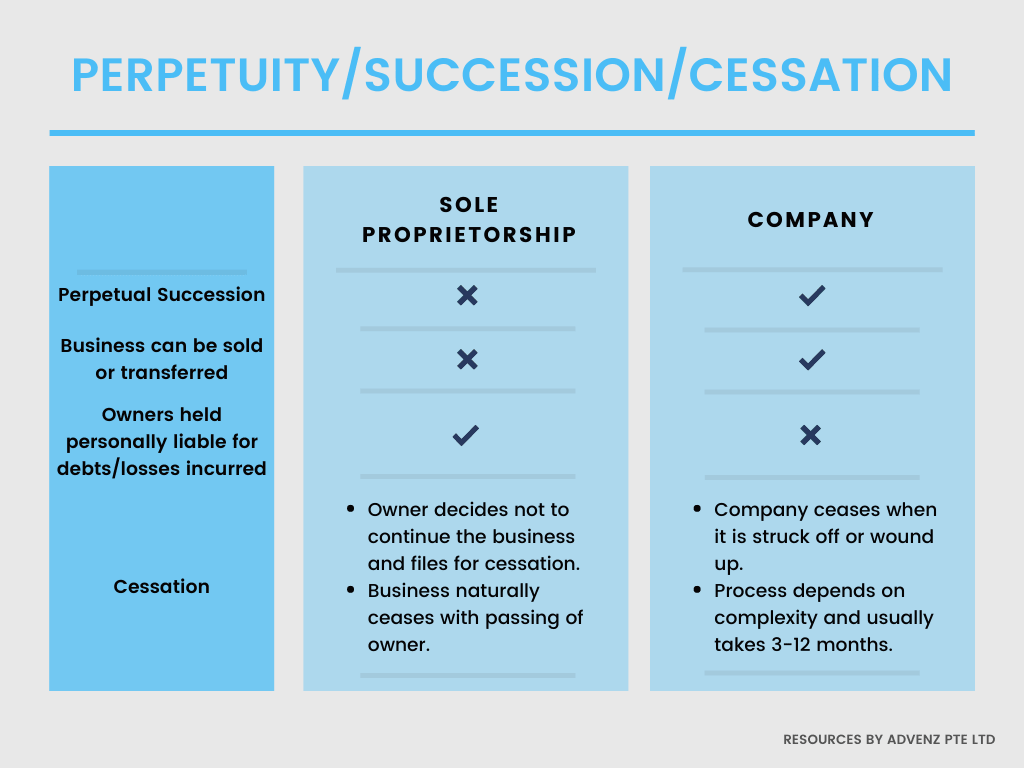 PERPETUITY/SUCCESSION/CESSATION
SOLE
PROPRIETORSHIP
COMPANY
Perpetual Succession
Business can be sold
or transferred
Owners held
personally liable for
debts/losses incurred
Cessation
• Owner decides not to
continue the business
and files for cessation.
• Business naturally
ceases with passing of
owner.
• Company ceases when
it is struck off or wound
up.
• Process depends on
complexity and usually
takes 3-12 months.
RESOURCES BY ADVENZ PTE LTD